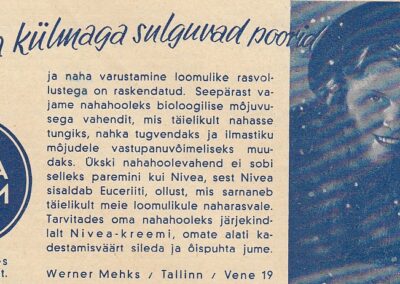 a külmaga sulguvad poorid
ja naha varustamine loomulike rasvol-
lustega on raskendatud. Seepärast va-
jame nahahooleks bioloogilise mõjuvu-
sega vahendit, mis täielikult nahasse
tungiks, nahka tugvendaks ja ilmastiku
mõjudele vastupanuvõimeliseks muu-
daks. Ükski nahahoolevahend ei sobi
selleks paremini kui Nivea, sest Nivea
sisaldab Euceriiti, ollust, mis sarnaneb
täielikult meie loomulikule naharasvale.
Tarvitades oma nahahooleks järjekind-
lalt Nivea-kreemi, omate alati ka-
destamisväärt sileda ja õispuhta jume.
Werner Mehks / Tallinn / Vene 19
A
M
s
t.